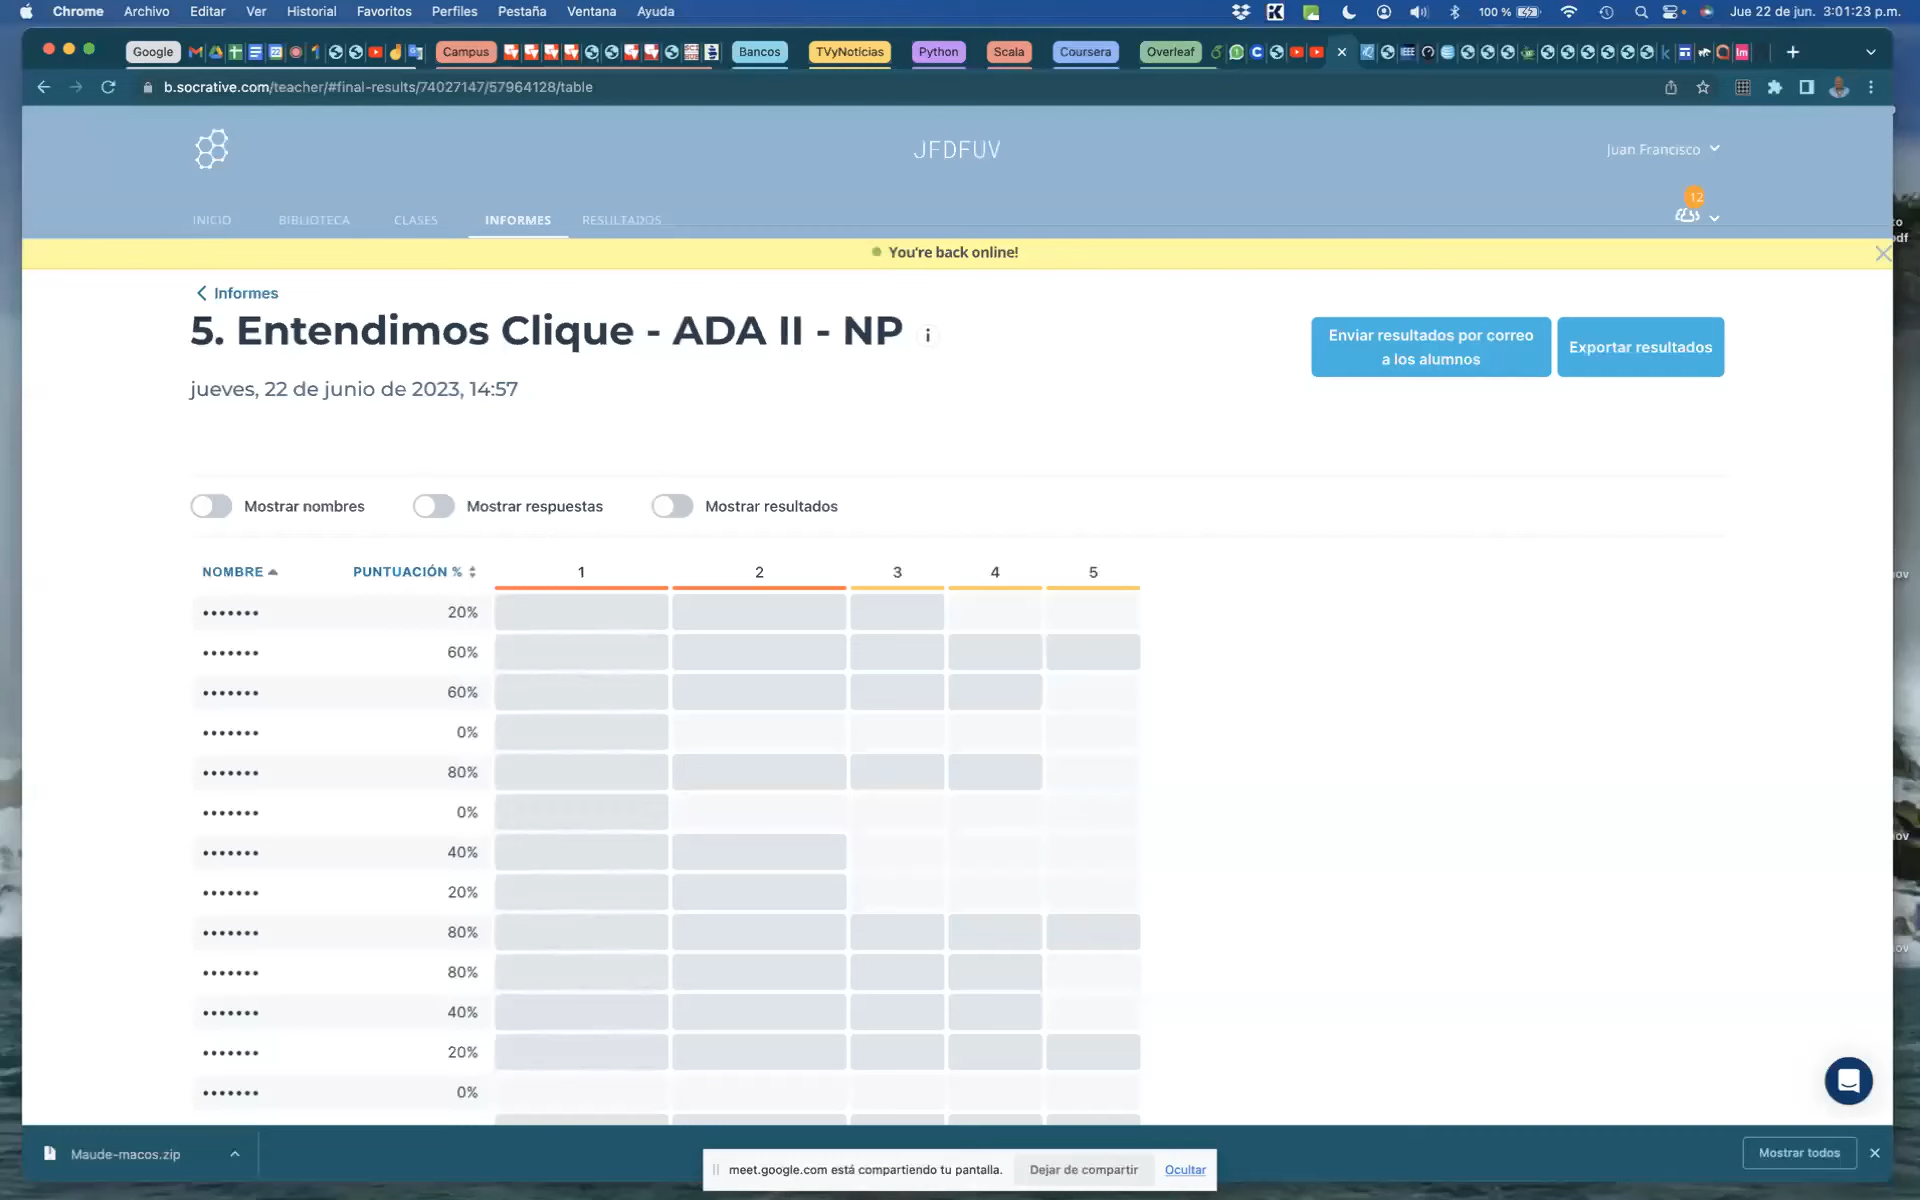 Chrome Archivo Editar Ver Historial Favoritos Perfiles Pestaña Ventana Ayuda 100 % Jue 22 de jun. 3:01:23 p.m.
Google Campus Bancos TVyNoticias Python Scala Coursera Overleaf
b.socrative.com/teacher/#final-results/74027147/57964128/table
JFDFUV
Juan Francisco
12
INICIO BIBLIOTECA CLASES INFORMES RESULTADOS
You're back online!
Informes
5. Entendimos Clique - ADA II - NP
Enviar resultados por correo a los alumnos
Exportar resultados
jueves, 22 de junio de 2023, 14:57
Mostrar nombres Mostrar respuestas Mostrar resultados
NOMBRE PUNTUACIÓN % 1 2 3 4 5
••••••• 20%
••••••• 60%
••••••• 60%
••••••• 0%
••••••• 80%
••••••• 0%
••••••• 40%
••••••• 20%
••••••• 80%
••••••• 80%
••••••• 40%
••••••• 20%
••••••• 0%
Maude-macos.zip
meet.google.com está compartiendo tu pantalla. Dejar de compartir Ocultar
Mostrar todos